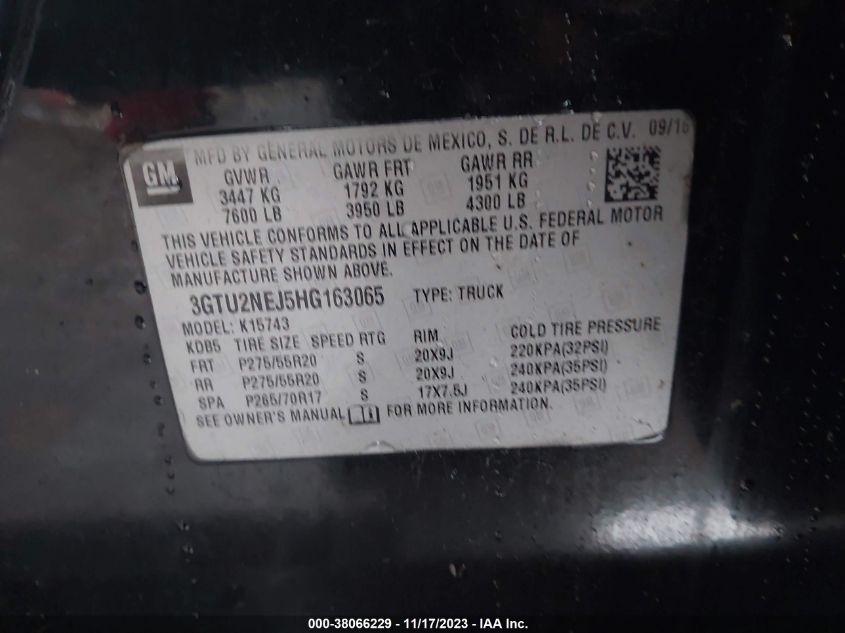 GM
MFD BY GENERAL MOTORS DE MEXICO, S. DE R.L. DE C.V. 09/16
GVWR GAWR FRT GAWR RR
3447 KG 1792 KG 1951 KG
7600 LB 3950 LB 4300 LB
THIS VEHICLE CONFORMS TO ALL APPLICABLE U.S. FEDERAL MOTOR
VEHICLE SAFETY STANDARDS IN EFFECT ON THE DATE OF
MANUFACTURE SHOWN ABOVE.
3GTU2NEJ5HG163065 TYPE: TRUCK
MODEL: K15743
KDB5 TIRE SIZE SPEED RTG RIM COLD TIRE PRESSURE
FRT P275/55R20 S 20X9J 220KPA(32PSI)
RR P275/55R20 S 20X9J 240KPA(35PSI)
SPA P265/70R17 S 17X7.5J 240KPA(35PSI)
SEE OWNER'S MANUAL FOR MORE INFORMATION.
000-38066229 - 11/17/2023 - IAA Inc.